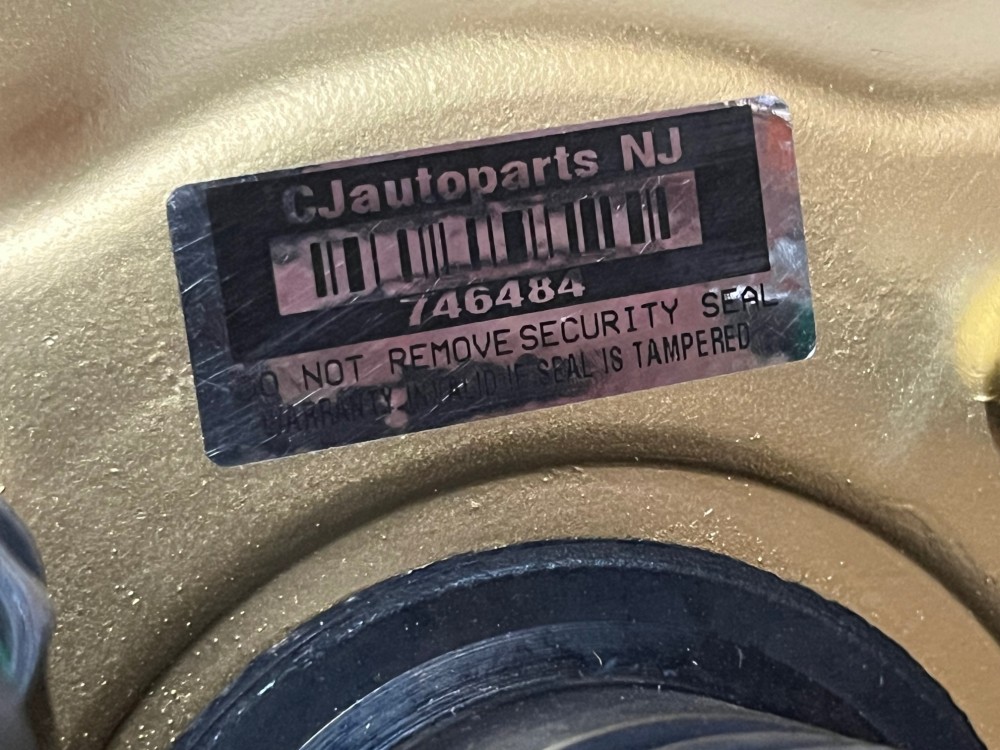 CJautoparts NJ
746484
O NOT REMOVE SECURITY SEAL
WARRANTY INVALID IF SEAL IS TAMPERED